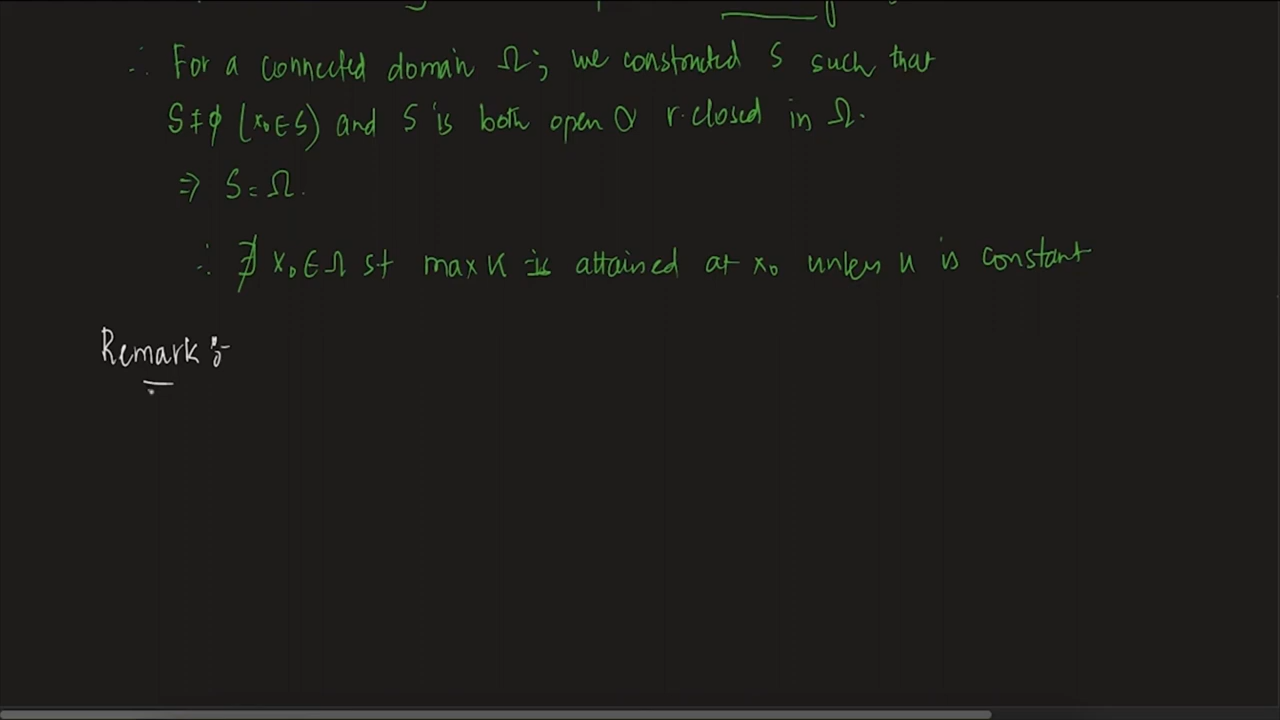 ∴ For a connected domain Ω; we constructed S such that
S ≠ ϕ (x₀ ∈ S) and S is both open & r.closed in Ω.
⇒ S = Ω.
∴ ∄ x₀ ∈ Ω st max u is attained at x₀ unless u is constant
Remark :-